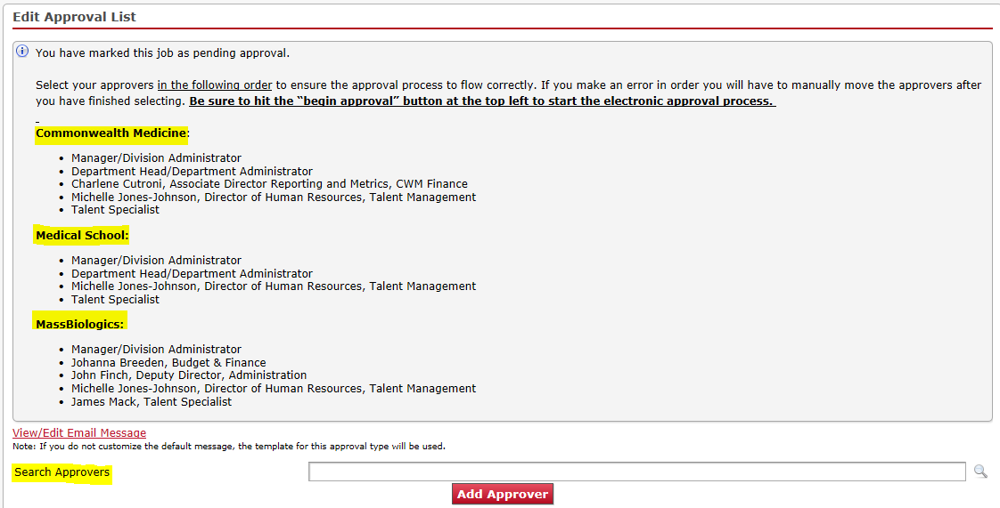 Edit Approval List
You have marked this job as pending approval.
Select your approvers in the following order to ensure the approval process to flow correctly. If you make an error in order you will have to manually move the approvers after
you have finished selecting. Be sure to hit the “begin approval” button at the top left to start the electronic approval process.
Commonwealth Medicine:
• Manager/Division Administrator
• Department Head/Department Administrator
• Charlene Cutroni, Associate Director Reporting and Metrics, CWM Finance
• Michelle Jones-Johnson, Director of Human Resources, Talent Management
• Talent Specialist
Medical School:
• Manager/Division Administrator
• Department Head/Department Administrator
• Michelle Jones-Johnson, Director of Human Resources, Talent Management
• Talent Specialist
MassBiologics:
• Manager/Division Administrator
• Johanna Breeden, Budget & Finance
• John Finch, Deputy Director, Administration
• Michelle Jones-Johnson, Director of Human Resources, Talent Management
• James Mack, Talent Specialist
View/Edit Email Message
Note: If you do not customize the default message, the template for this approval type will be used.
Search Approvers
Add Approver